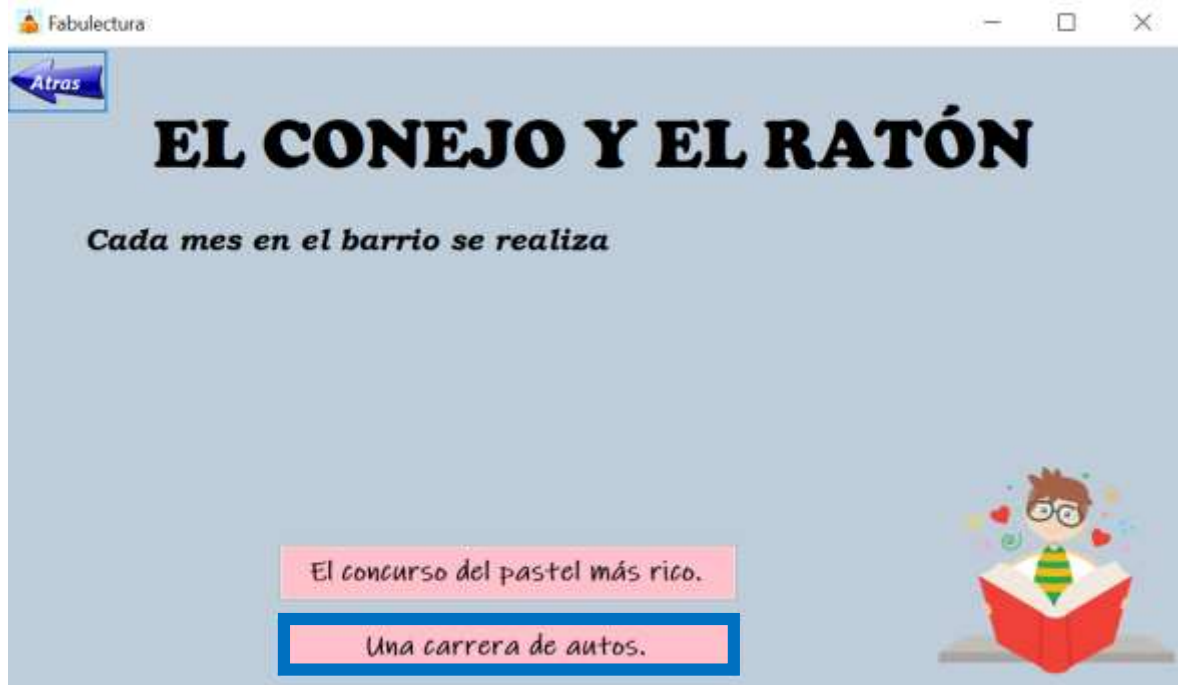 Fabulectura
Atras
EL CONEJO Y EL RATÓN
Cada mes en el barrio se realiza
El concurso del pastel más rico.
Una carrera de autos.